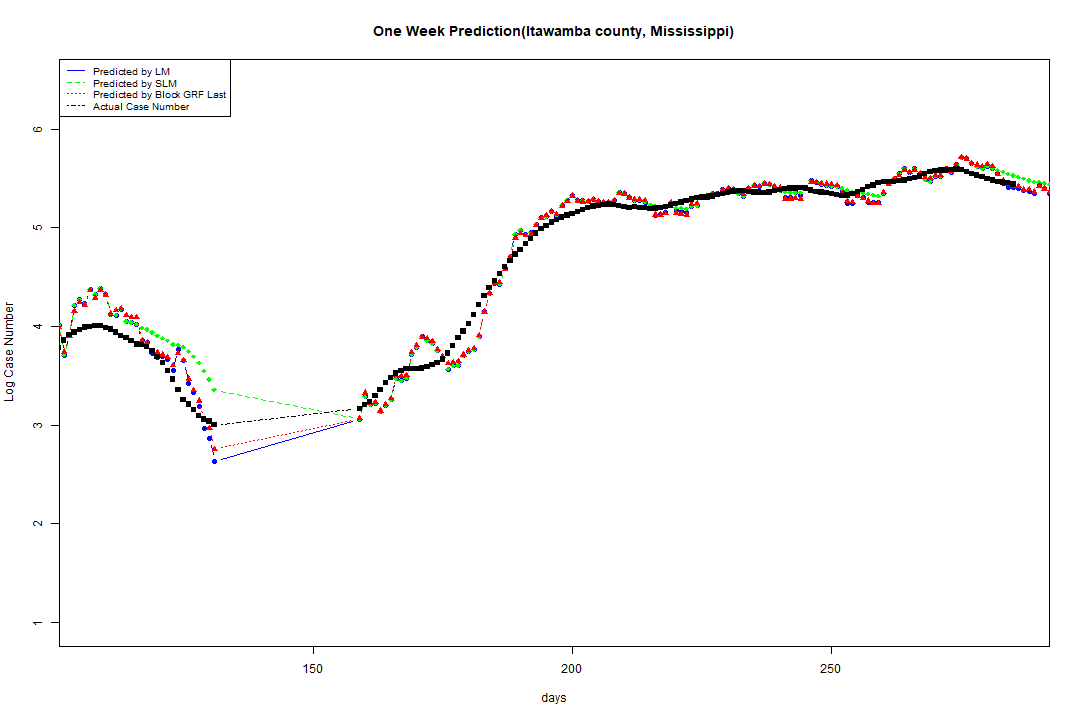 One Week Prediction(Itawamba county, Mississippi)
Predicted by LM
Predicted by SLM
Predicted by Block GRF Last
Actual Case Number
Log Case Number
6
5
4
3
2
1
150
200
250
days